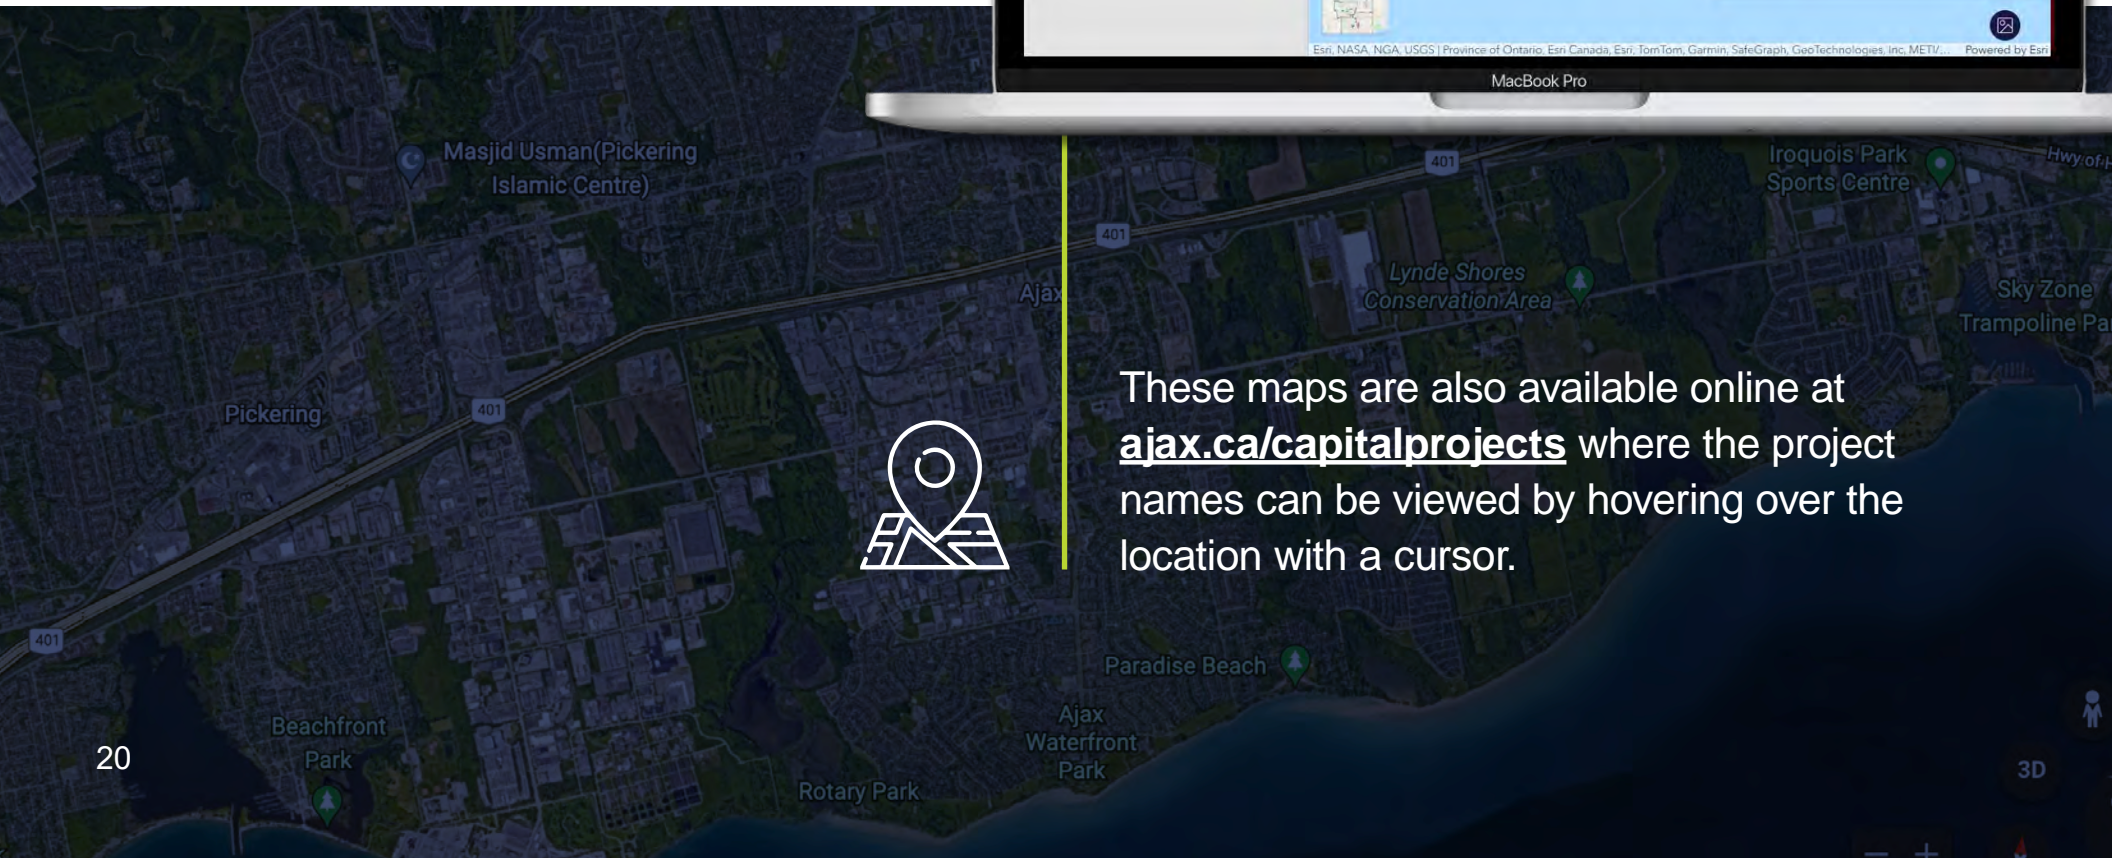 Esri, NASA, NGA, USGS | Province of Ontario, Esri Canada, Esri, TomTom, Garmin, SafeGraph, GeoTechnologies, Inc, METI/...
Powered by Esri
MacBook Pro
Masjid Usman(Pickering
Islamic Centre)
401
Iroquois Park
Sports Centre
Hwy of H
401
Lynde Shores
Conservation Area
Ajax
Sky Zone
Trampoline Par
Pickering
401
These maps are also available online at
ajax.ca/capitalprojects where the project
names can be viewed by hovering over the
location with a cursor.
401
Paradise Beach
Ajax
Waterfront
Park
Beachfront
Park
20
Rotary Park
3D